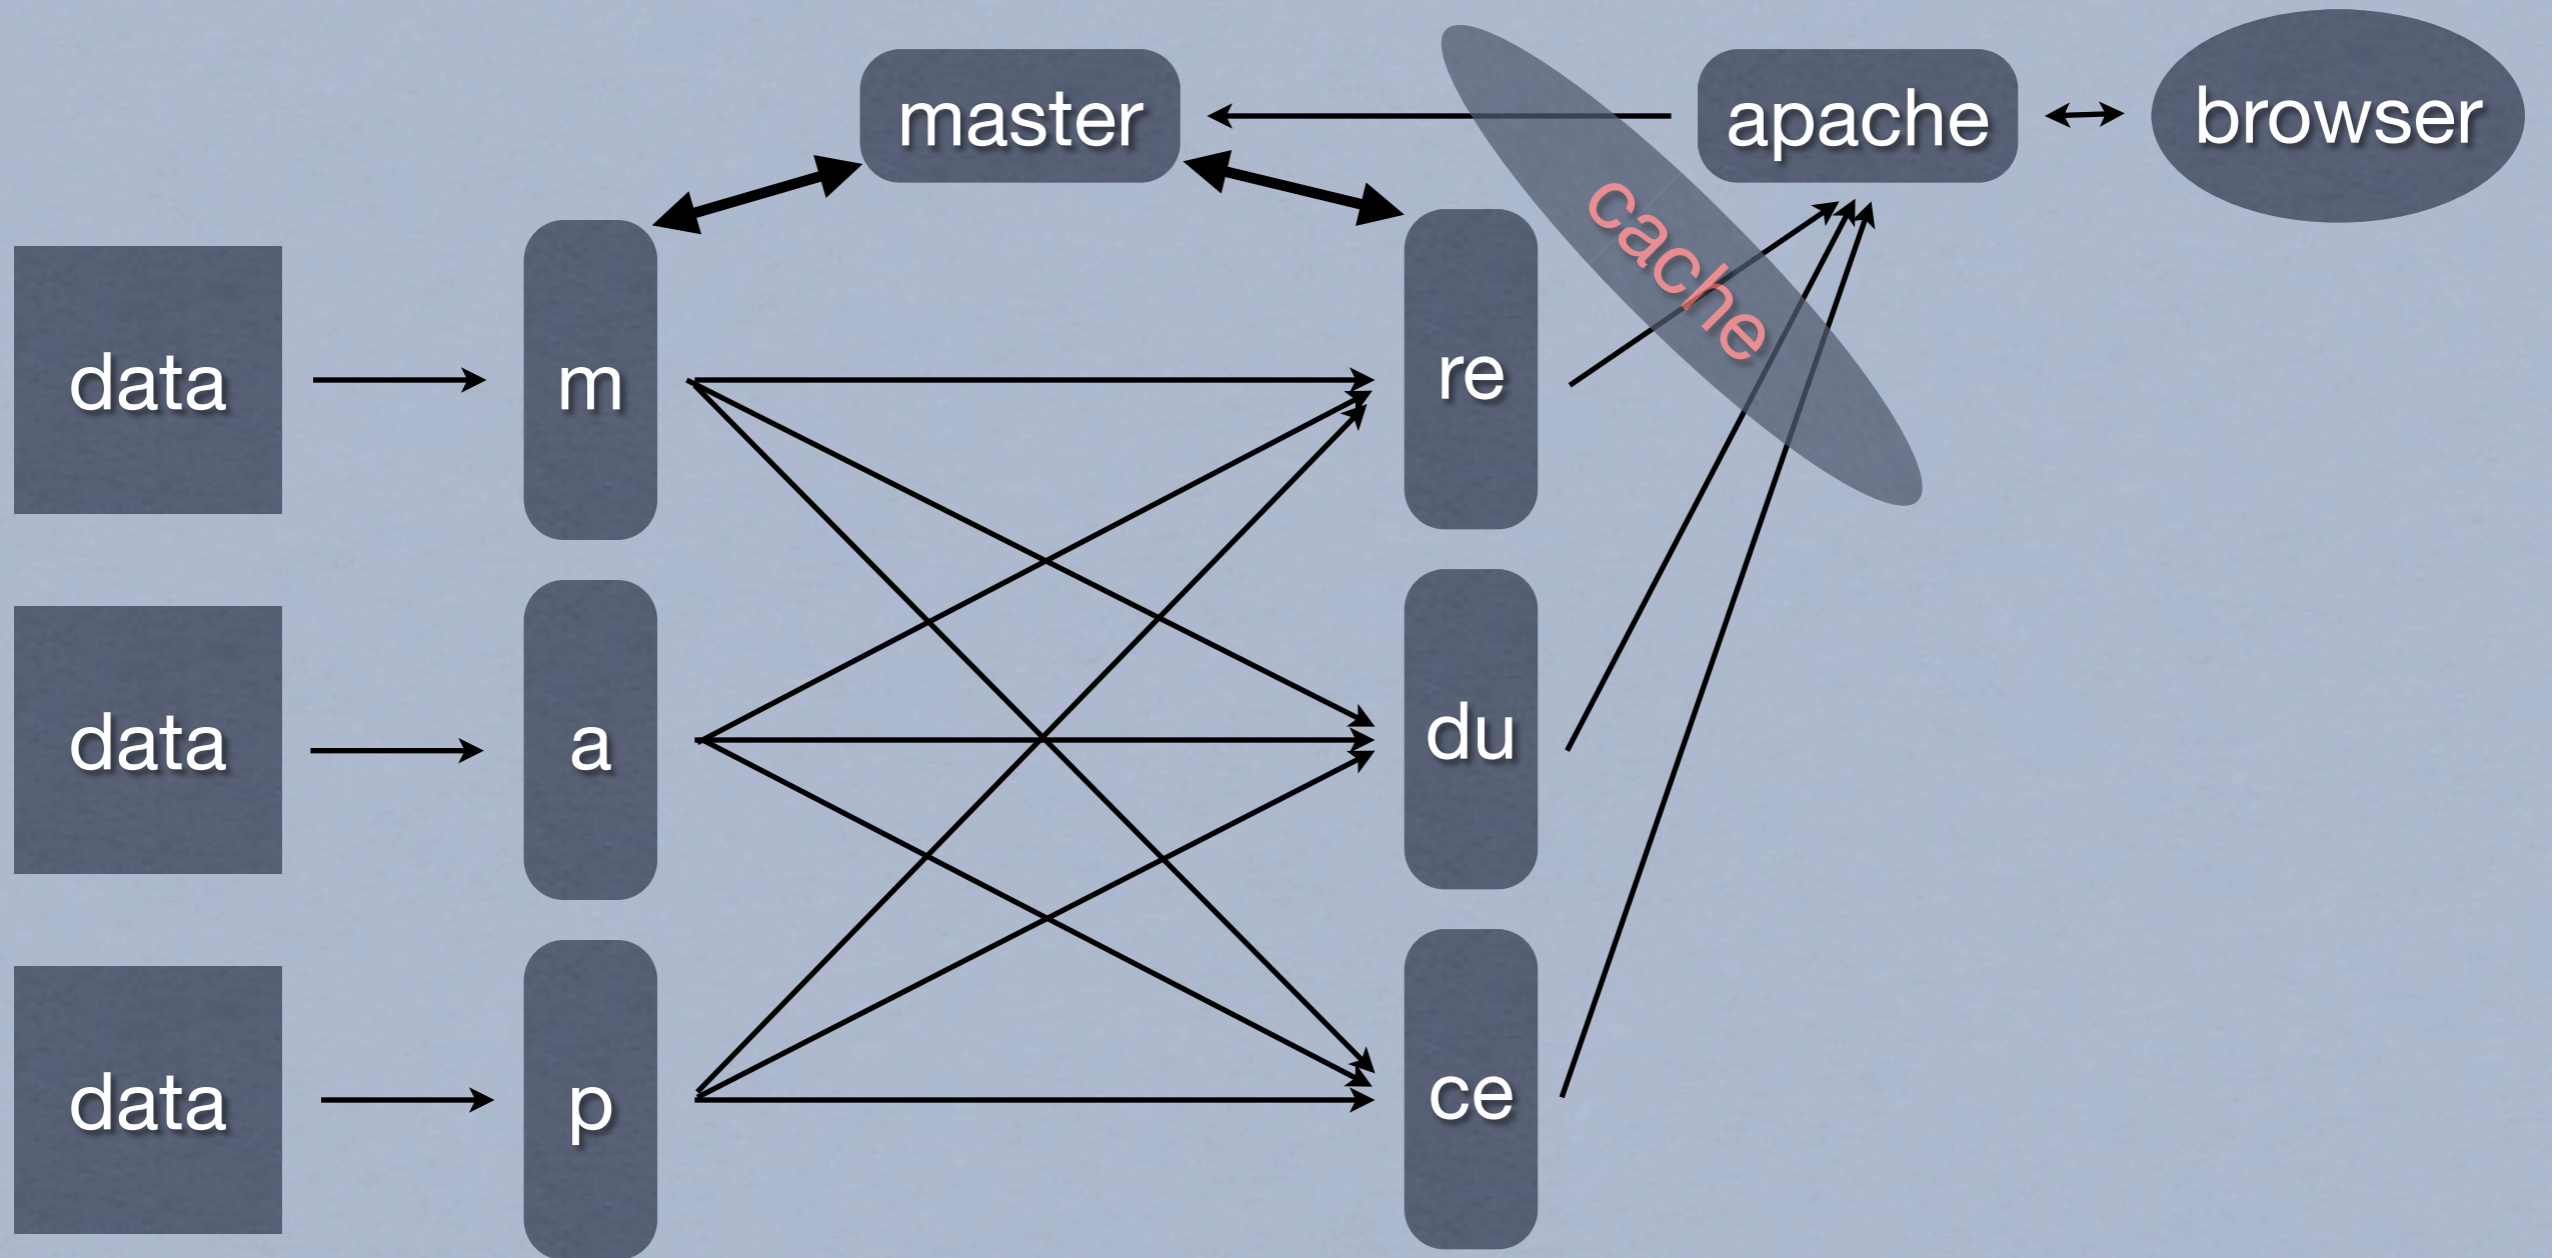 master
apache
browser
cache
data
m
re
data
a
du
data
p
ce